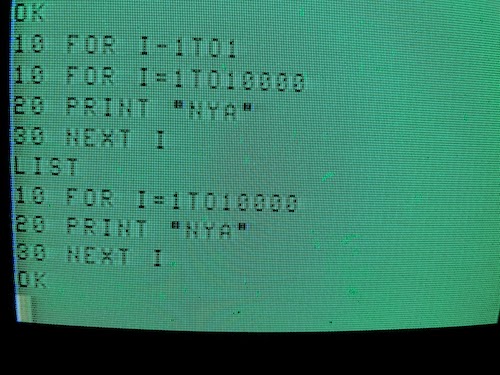 OK
10 FOR I-1TO1
10 FOR I=1TO10000
20 PRINT "NYA"
30 NEXT I
LIST
10 FOR I=1TO10000
20 PRINT "NYA"
30 NEXT I
OK